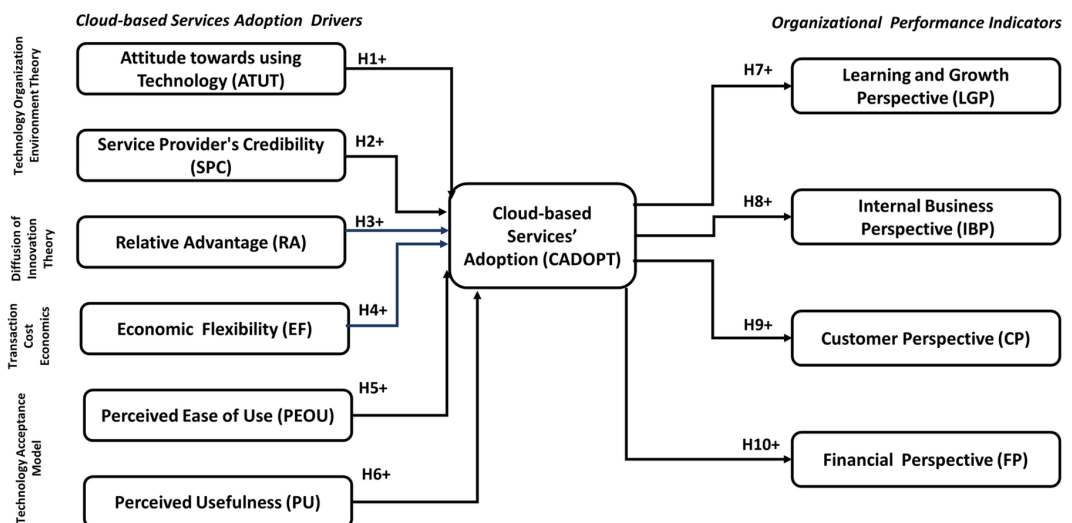 Cloud-based Services Adoption Drivers
Organizational Performance Indicators
Technology Organization
Environment Theory
Attitude towards using
Technology (ATUT)
H1+
Service Provider's Credibility
(SPC)
H2+
Diffusion of
Innovation
Theory
Relative Advantage (RA)
H3+
Transaction
Cost
Economics
Economic Flexibility (EF)
H4+
Technology Acceptance
Model
Perceived Ease of Use (PEOU)
H5+
Perceived Usefulness (PU)
H6+
Cloud-based
Services’
Adoption (CADOPT)
H7+
Learning and Growth
Perspective (LGP)
H8+
Internal Business
Perspective (IBP)
H9+
Customer Perspective (CP)
H10+
Financial Perspective (FP)